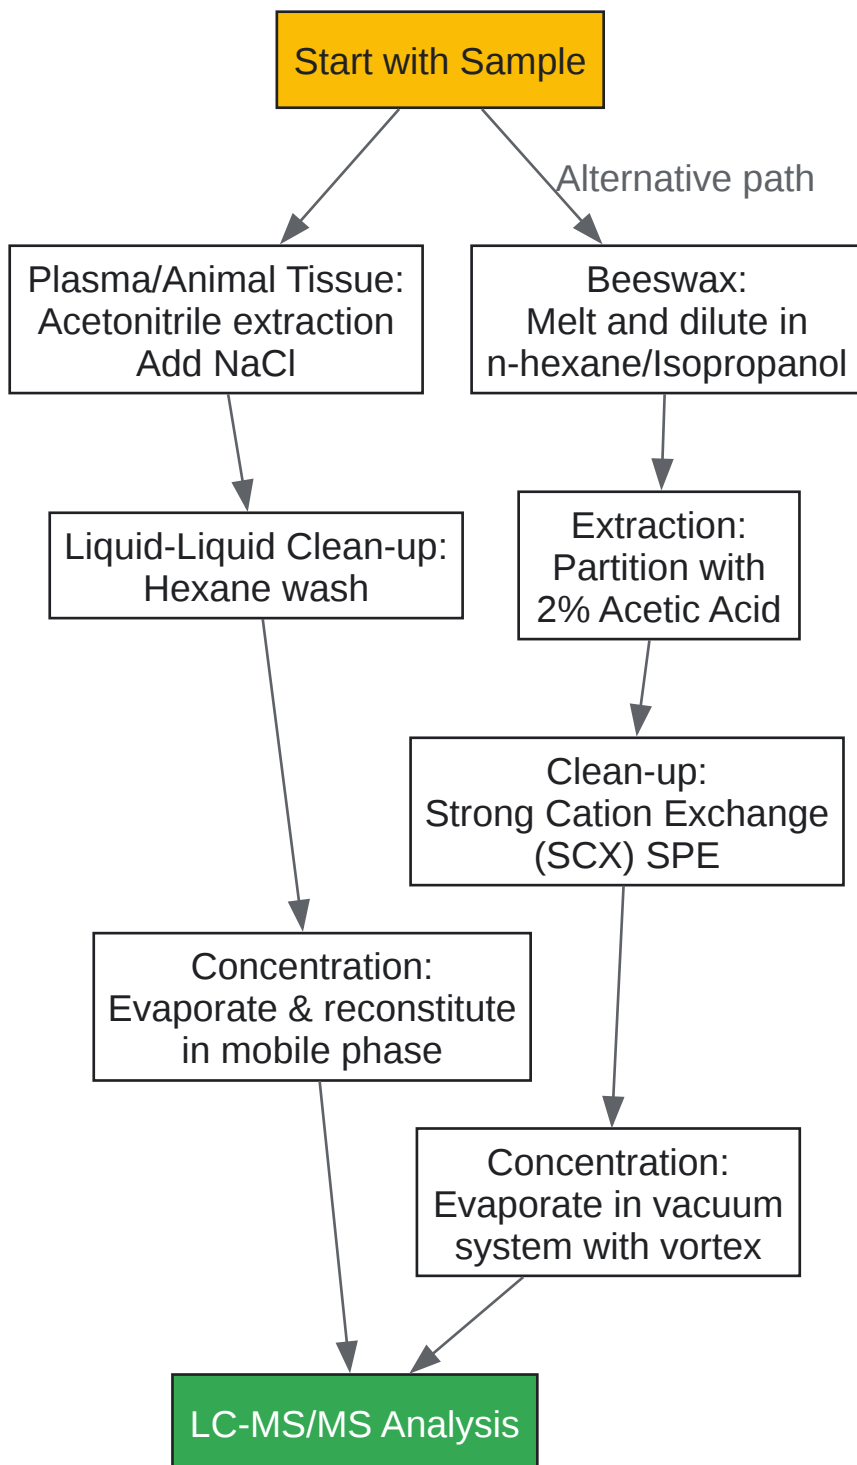 Start with Sample
Alternative path
Plasma/Animal Tissue:
Acetonitrile extraction
Add NaCl
Beeswax:
Melt and dilute in
n-hexane/Isopropanol
Liquid-Liquid Clean-up:
Hexane wash
Extraction:
Partition with
2% Acetic Acid
Clean-up:
Strong Cation Exchange
(SCX) SPE
Concentration:
Evaporate & reconstitute
in mobile phase
Concentration:
Evaporate in vacuum
system with vortex
LC-MS/MS Analysis